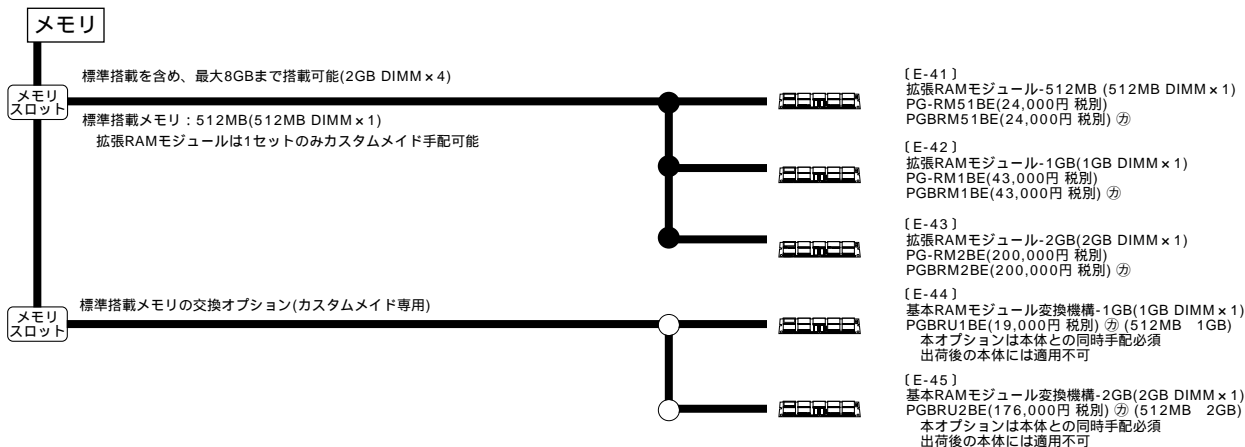 メモリ
メモリ
スロット
標準搭載を含め、最大8GBまで搭載可能(2GB DIMM×4)
標準搭載メモリ:512MB(512MB DIMM×1)
拡張RAMモジュールは1セットのみカスタムメイド手配可能
〔E-41〕
拡張RAMモジュール-512MB (512MB DIMM×1)
PG-RM51BE(24,000円 税別)
PGBRM51BE(24,000円 税別) ㋕
〔E-42〕
拡張RAMモジュール-1GB(1GB DIMM×1)
PG-RM1BE(43,000円 税別)
PGBRM1BE(43,000円 税別) ㋕
〔E-43〕
拡張RAMモジュール-2GB(2GB DIMM×1)
PG-RM2BE(200,000円 税別)
PGBRM2BE(200,000円 税別) ㋕
メモリ
スロット
標準搭載メモリの交換オプション(カスタムメイド専用)
〔E-44〕
基本RAMモジュール変換機構-1GB(1GB DIMM×1)
PGBRU1BE(19,000円 税別) ㋕ (512MB 1GB)
本オプションは本体との同時手配必須
出荷後の本体には適用不可
〔E-45〕
基本RAMモジュール変換機構-2GB(2GB DIMM×1)
PGBRU2BE(176,000円 税別) ㋕ (512MB 2GB)
本オプションは本体との同時手配必須
出荷後の本体には適用不可